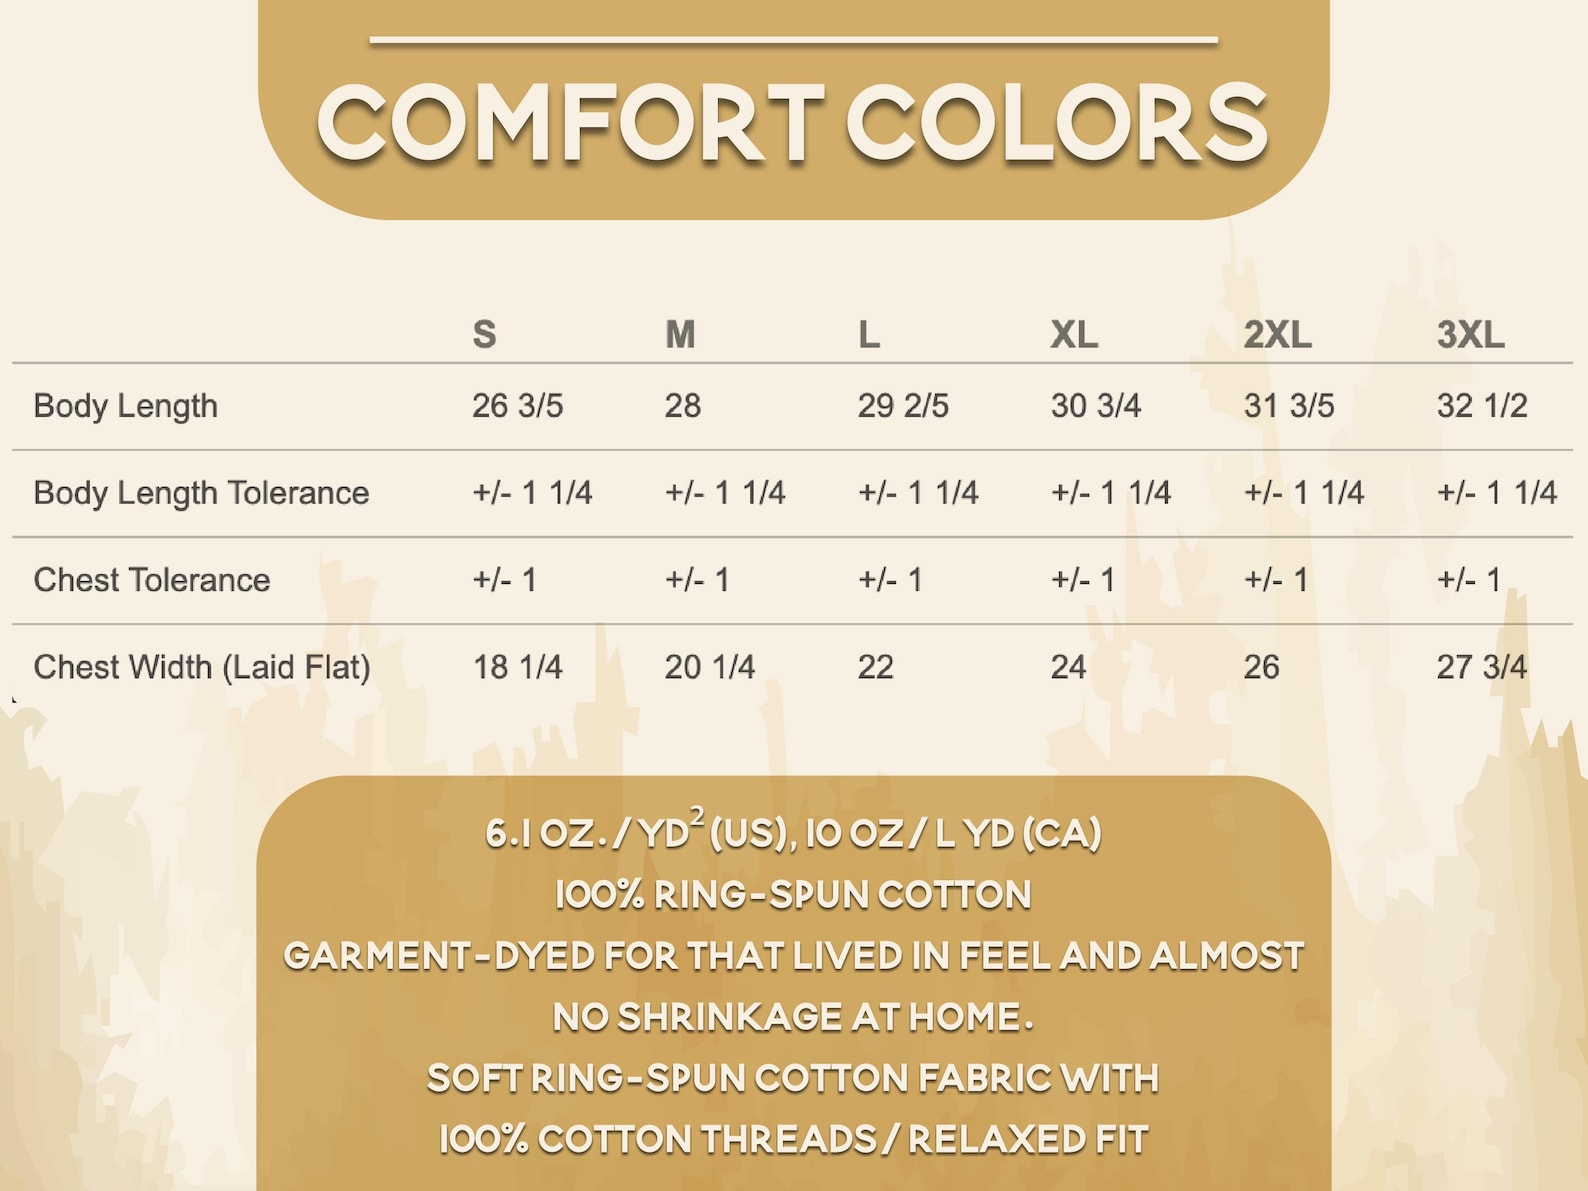 COMFORT COLORS
S M L XL 2XL 3XL
Body Length 26 3/5 28 29 2/5 30 3/4 31 3/5 32 1/2
Body Length Tolerance +/- 1 1/4 +/- 1 1/4 +/- 1 1/4 +/- 1 1/4 +/- 1 1/4 +/- 1 1/4
Chest Tolerance +/- 1 +/- 1 +/- 1 +/- 1 +/- 1 +/- 1
Chest Width (Laid Flat) 18 1/4 20 1/4 22 24 26 27 3/4
6.1 OZ./YD² (US), 10 OZ/L YD (CA)
100% RING-SPUN COTTON
GARMENT-DYED FOR THAT LIVED IN FEEL AND ALMOST
NO SHRINKAGE AT HOME.
SOFT RING-SPUN COTTON FABRIC WITH
100% COTTON THREADS/RELAXED FIT